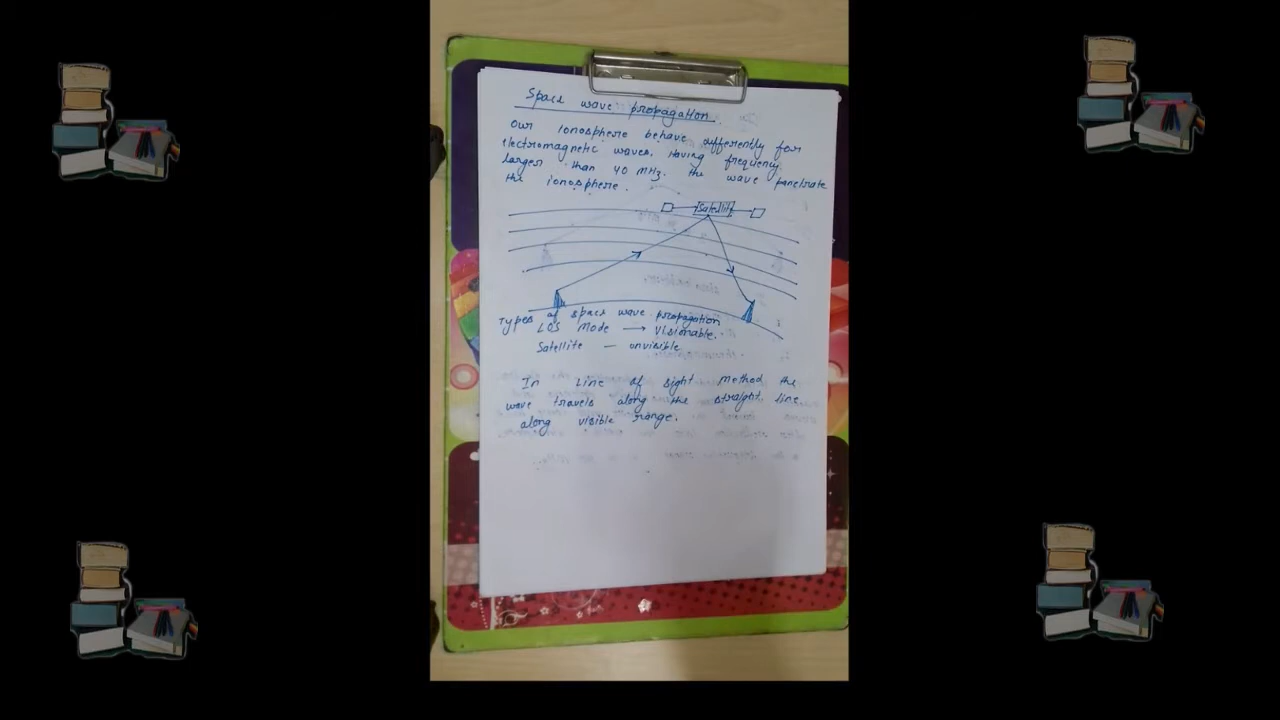 Space wave propagation.
Our ionosphere behave differently for
electromagnetic waves. Having frequency
larger than 40 MHz. the wave penetrate
the ionosphere.
Satellite
Types of space wave propagation
LOS Mode → Visionable.
Satellite — unvisible
In Line of sight method the
wave travels along the straight line
along visible range.